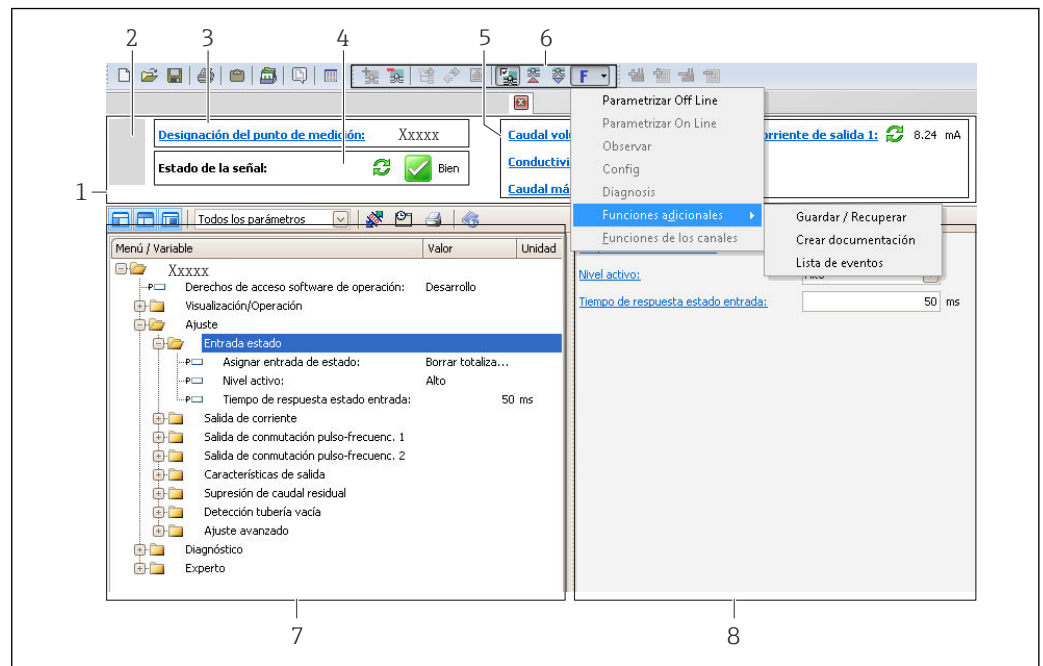 2 3 4 5 6
F
Designación del punto de medición: Xxxxx
Estado de la señal: Bien
1
Caudal vol
Conductivi
Caudal má
orriente de salida 1: 8.24 mA
Parametrizar Off Line
Parametrizar On Line
Observar
Config
Diagnosis
Funciones adicionales
Funciones de los canales
Guardar / Recuperar
Crear documentación
Lista de eventos
Todos los parámetros
Menú / Variable Valor Unidad
Xxxxx
Derechos de acceso software de operación: Desarrollo
Visualización/Operación
Ajuste
Entrada estado
Asignar entrada de estado: Borrar totaliza...
Nivel activo: Alto
Tiempo de respuesta estado entrada: 50 ms
Salida de corriente
Salida de conmutación pulso-frecuenc. 1
Salida de conmutación pulso-frecuenc. 2
Características de salida
Supresión de caudal residual
Detección tubería vacía
Ajuste avanzado
Diagnóstico
Experto
Nivel activo:
Tiempo de respuesta estado entrada: 50 ms
7 8